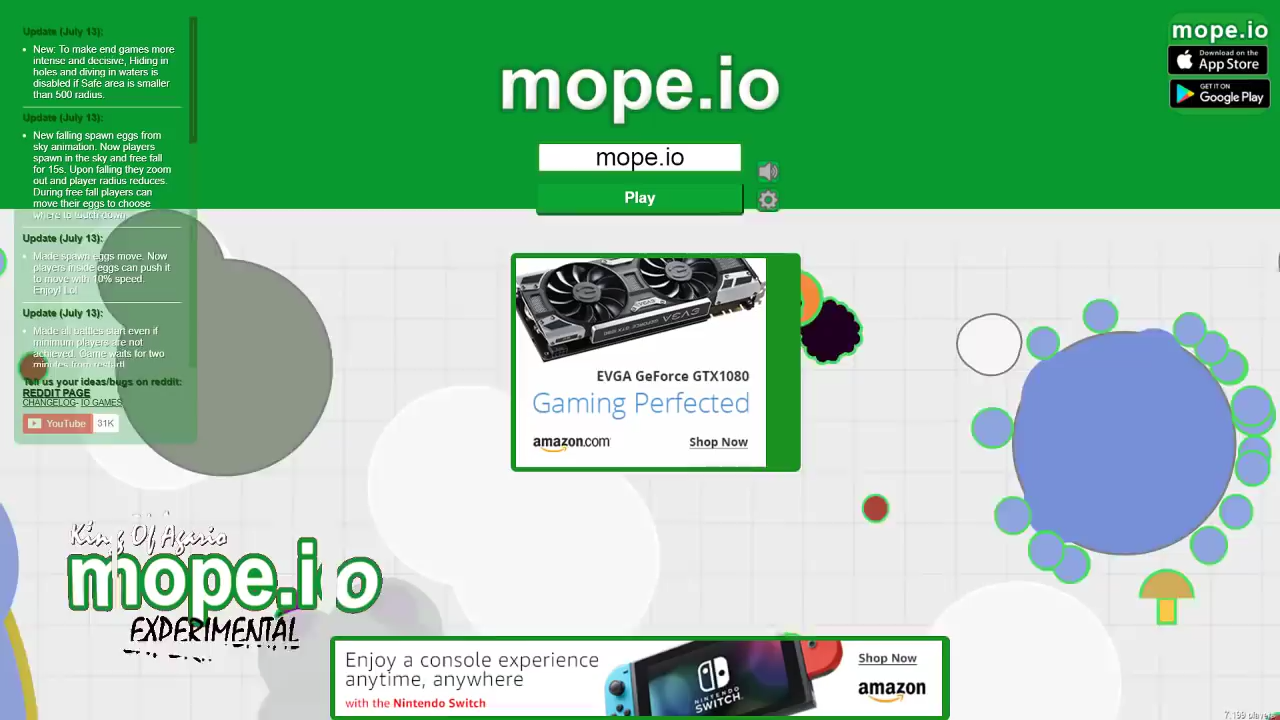 Update (July 13):
New: To make end games more
intense and decisive, Hiding in
holes and diving in waters is
disabled if Safe area is smaller
than 500 radius.
Update (July 13):
New falling spawn eggs from
sky animation. Now players
spawn in the sky and free fall
for 15s. Upon falling they zoom
out and player radius reduces.
During free fall players can
move their eggs to choose
where to touch down.
Update (July 13):
Made spawn eggs move. Now
players inside eggs can push it
to move with 10% speed.
Enjoy! Lol
Update (July 13):
Made all battles start even if
minimum players are not
achieved. Game waits for two
minutes from restart
Tell us your ideas/bugs on reddit:
REDDIT PAGE
CHANGELOG- IO GAMES
YouTube 31K
mope.io
mope.io
Play
mope.io
Download on the
App Store
GET IT ON
Google Play
EVGA
GEFORCE GTX 1080
EVGA GeForce GTX1080
Gaming Perfected
amazon.com Shop Now
King Of Agario
mope.io
EXPERIMENTAL
Enjoy a console experience
anytime, anywhere
with the Nintendo Switch
NINTENDO
SWITCH
Shop Now
amazon
7,199 players